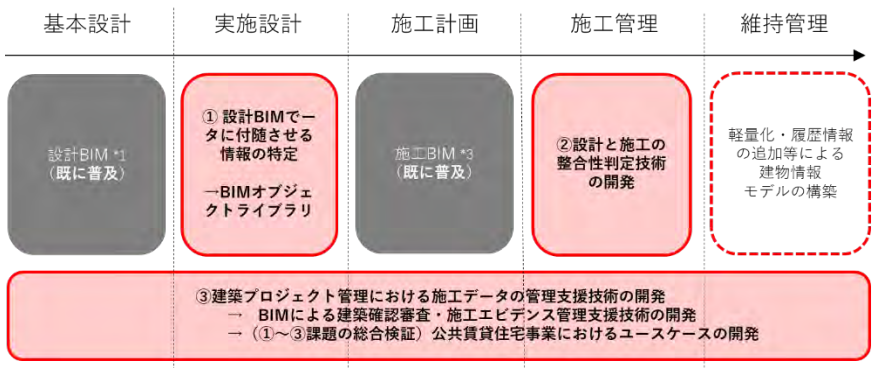 基本設計
実施設計
施工計画
施工管理
維持管理
設計BIM *1
(既に普及)
① 設計BIMでー
タに付随させる
情報の特定
→BIMオブジェ
クトライブラリ
施工BIM *3
(既に普及)
②設計と施工の
整合性判定技術
の開発
軽量化・履歴情報
の追加等による
建物情報
モデルの構築
③建築プロジェクト管理における施工データの管理支援技術の開発
→ BIMによる建築確認審査・施工エビデンス管理支援技術の開発
→(①~③課題の総合検証)公共賃貸住宅事業におけるユースケースの開発